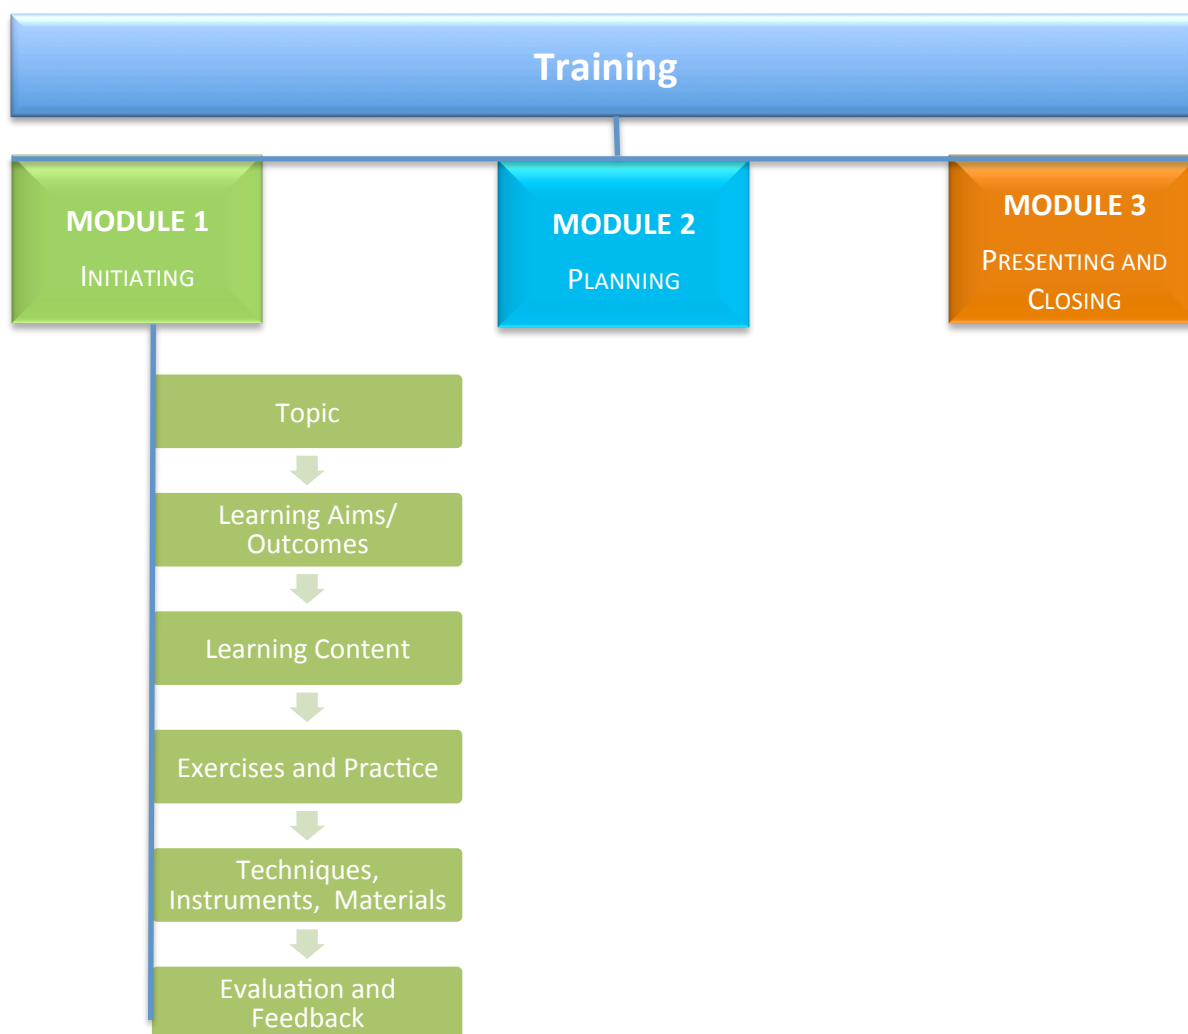 Training
MODULE 1
INITIATING
MODULE 2
PLANNING
MODULE 3
PRESENTING AND
CLOSING
Topic
Learning Aims/
Outcomes
Learning Content
Exercises and Practice
Techniques,
Instruments, Materials
Evaluation and
Feedback